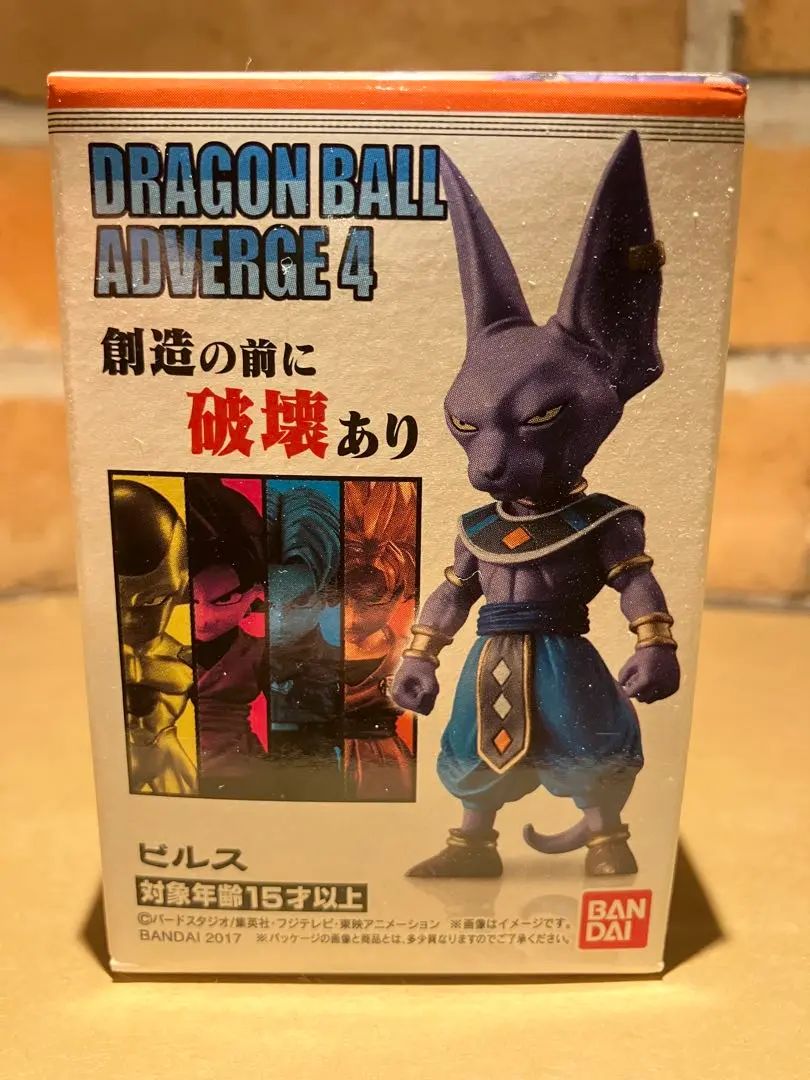 DRAGON BALL
ADVERGE 4
創造の前に
破壊あり
ビルス
対象年齢15才以上
©バードスタジオ/集英社・フジテレビ・東映アニメーション ※画像はイメージです。
BANDAI 2017 ※パッケージの画像と商品とは、多少異なりますのでご了承ください。
BAN
DAI